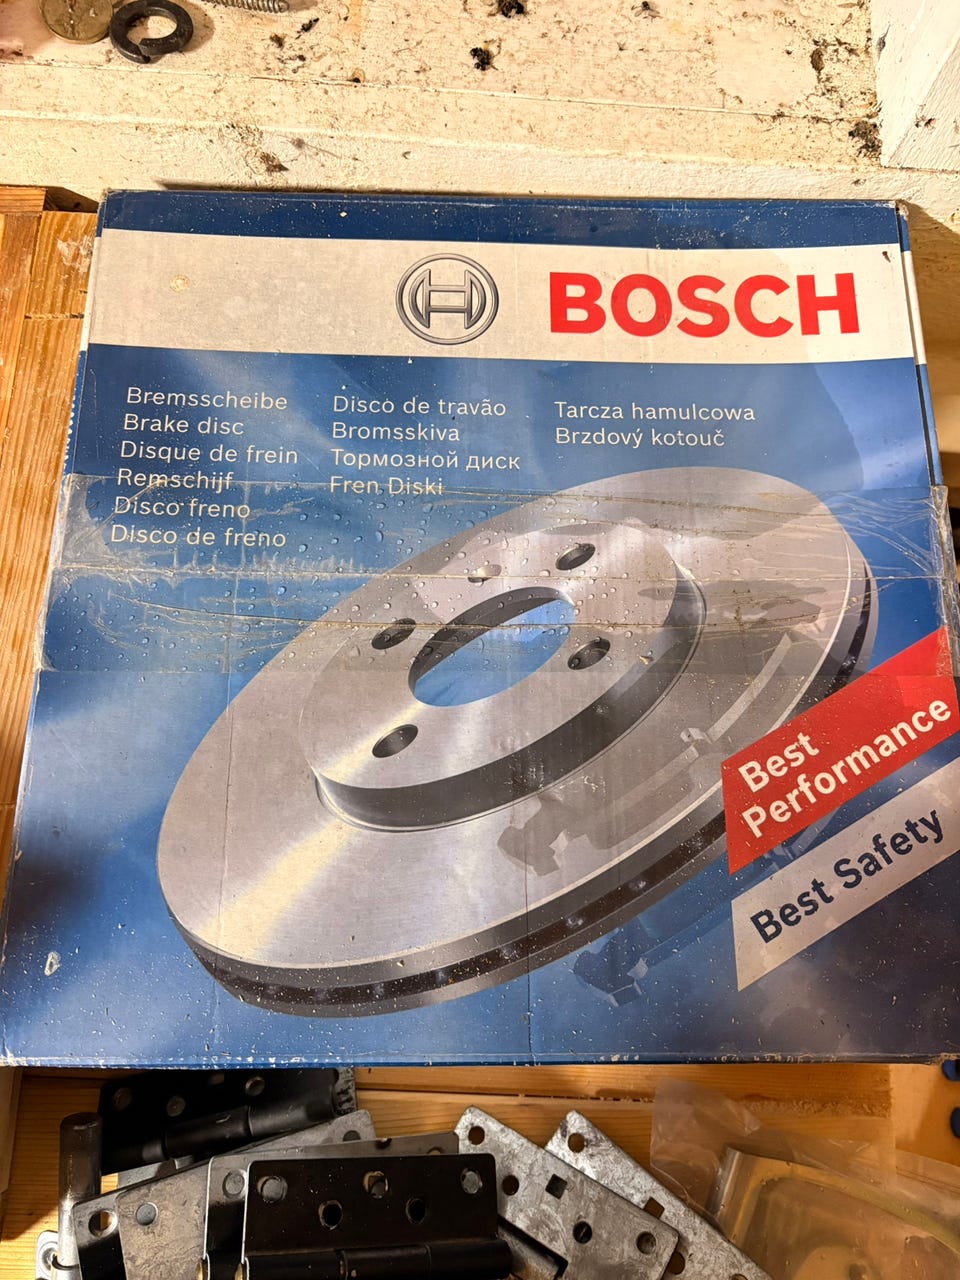 BOSCH
Bremsscheibe
Brake disc
Disque de frein
Remschijf
Disco freno
Disco de freno
Disco de travão
Bromsskiva
Тормозной диск
Fren Diski
Tarcza hamulcowa
Brzdový kotouč
Best
Performance
Best Safety